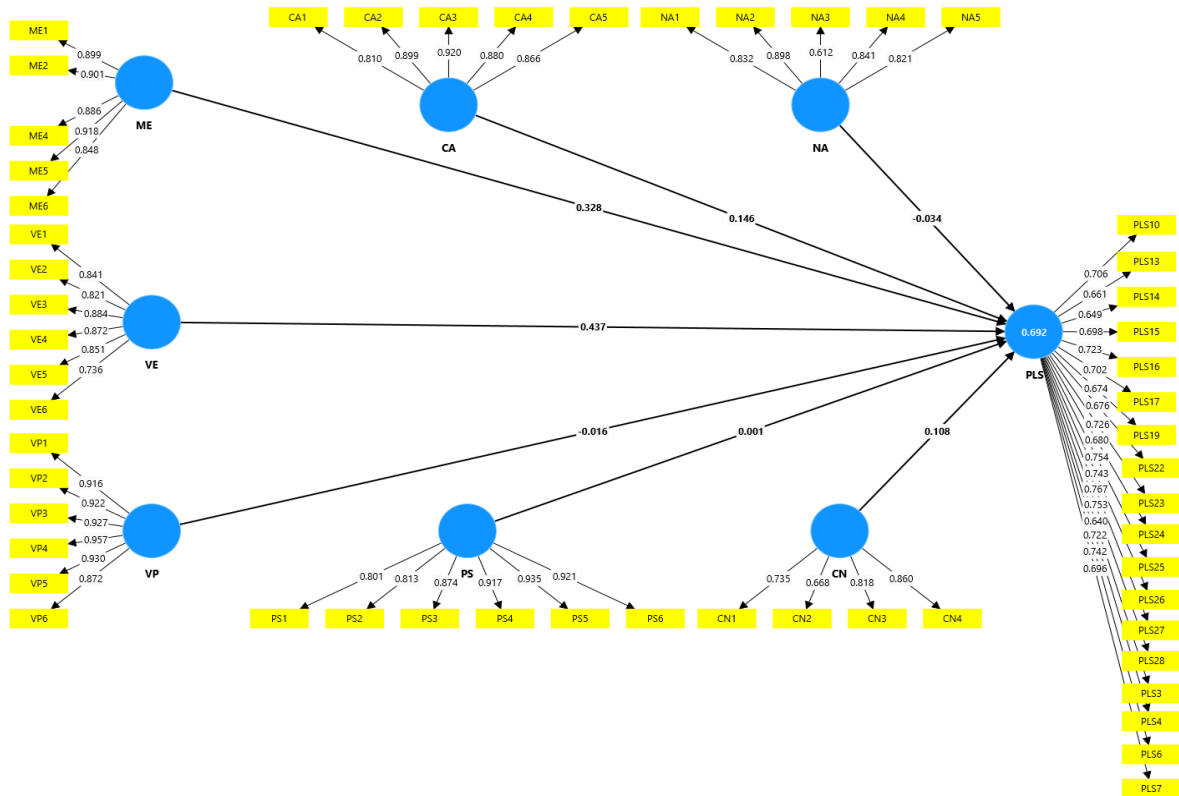 CA1 CA2 CA3 CA4 CA5
0.810 0.899 0.920 0.880 0.866
CA
NA1 NA2 NA3 NA4 NA5
0.832 0.898 0.612 0.841 0.821
NA
ME1
ME2
ME4
ME5
ME6
0.899
0.901
0.886
0.918
0.848
ME
VE1
VE2
VE3
VE4
VE5
VE6
0.841
0.821
0.884
0.872
0.851
0.736
VE
VP1
VP2
VP3
VP4
VP5
VP6
0.916
0.922
0.927
0.957
0.930
0.872
VP
0.328
0.146
-0.034
0.437
-0.016
0.001
0.108
PS
0.801 0.813 0.874 0.917 0.935 0.921
PS1 PS2 PS3 PS4 PS5 PS6
CN
0.735 0.668 0.818 0.860
CN1 CN2 CN3 CN4
0.692
PLS
0.706
0.661
0.649
0.698
0.723
0.702
0.674
0.676
0.726
0.680
0.754
0.743
0.767
0.753
0.640
0.722
0.742
0.696
PLS10
PLS13
PLS14
PLS15
PLS16
PLS17
PLS19
PLS22
PLS23
PLS24
PLS25
PLS26
PLS27
PLS28
PLS3
PLS4
PLS6
PLS7